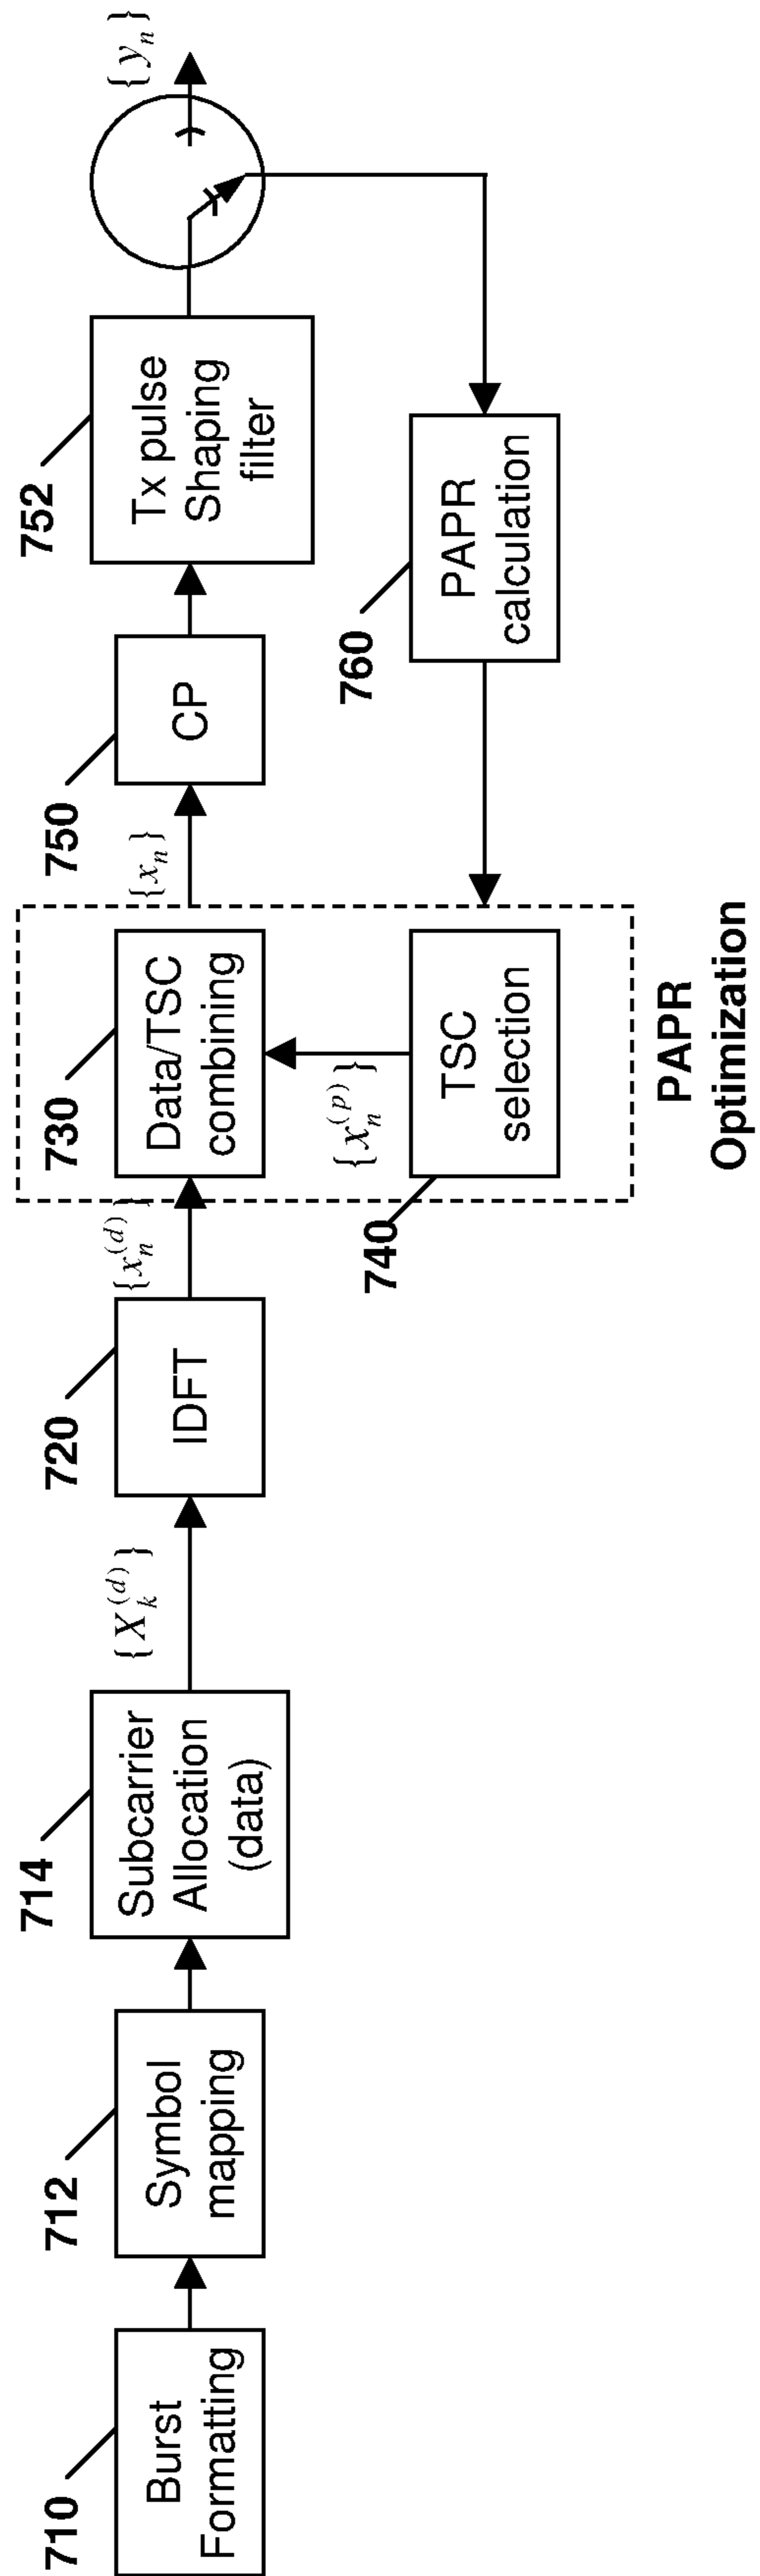 710
Burst
Formatting
712
Symbol
mapping
714
Subcarrier
Allocation
(data)
{X_k^(d)}
720
IDFT
{x_n^(d)}
730
Data/TSC
combining
{x_n^(p)}
740
TSC
selection
PAPR
Optimization
{x_n}
750
CP
752
Tx pulse
Shaping
filter
760
PAPR
calculation
{y_n}